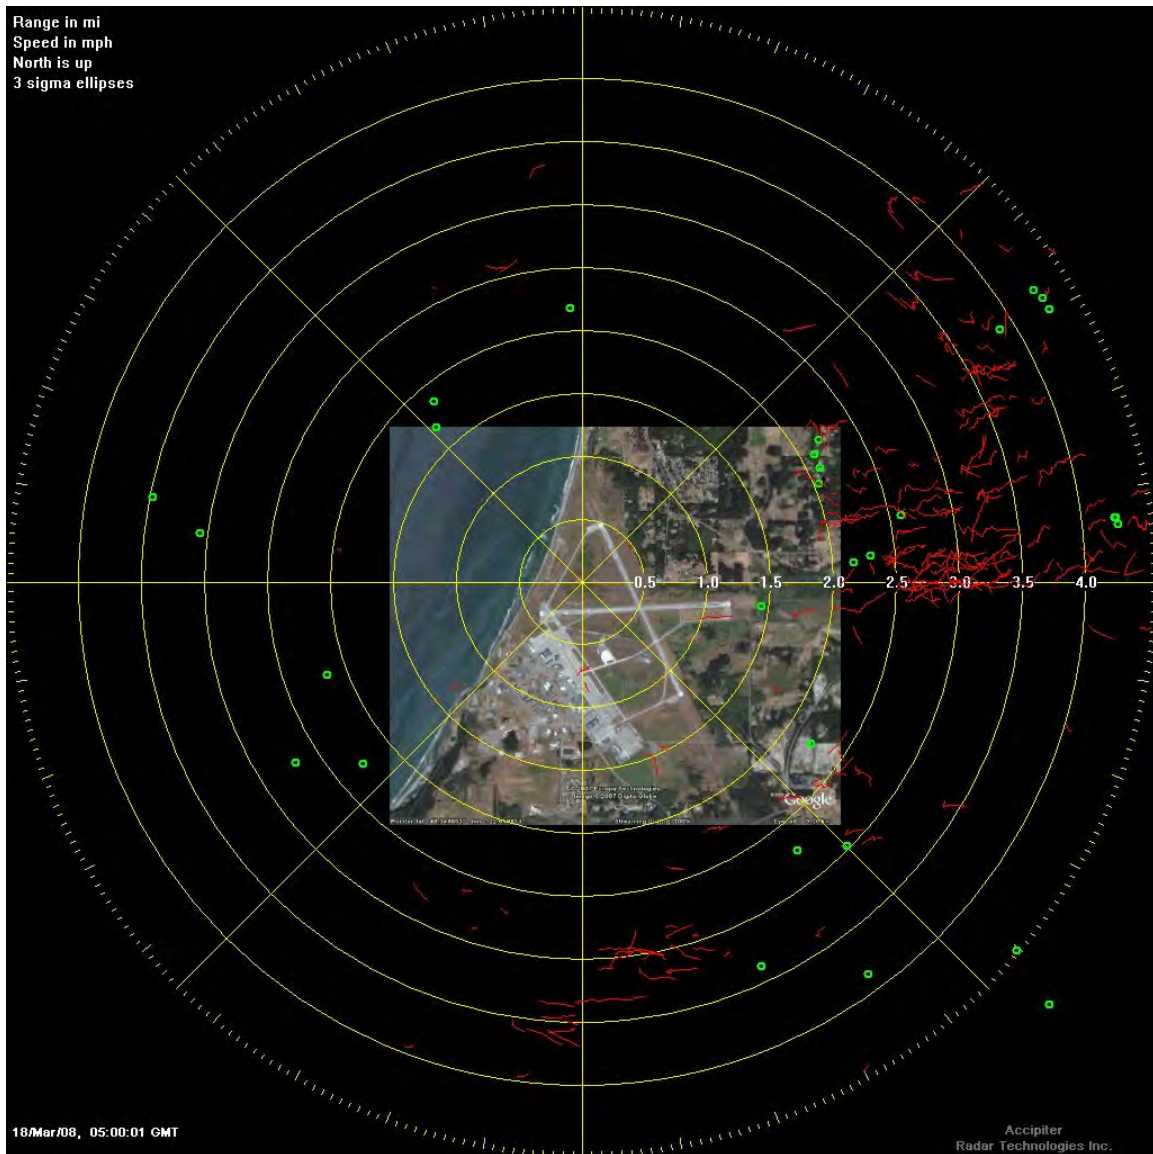 Range in mi
Speed in mph
North is up
3 sigma ellipses
0.5 1.0 1.5 2.0 2.5 3.0 3.5 4.0
Google
18/Mar/08, 05:00:01 GMT
Accipiter
Radar Technologies Inc.